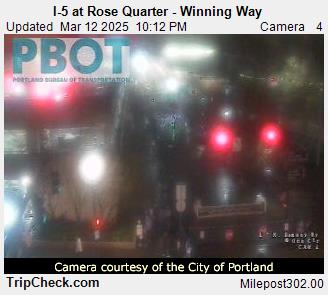 I-5 at Rose Quarter - Winning Way
Updated Mar 12 2025 10:12 PM Camera 4
PBOT
PORTLAND BUREAU OF TRANSPORTATION
Camera courtesy of the City of Portland
TripCheck.com Milepost302.00